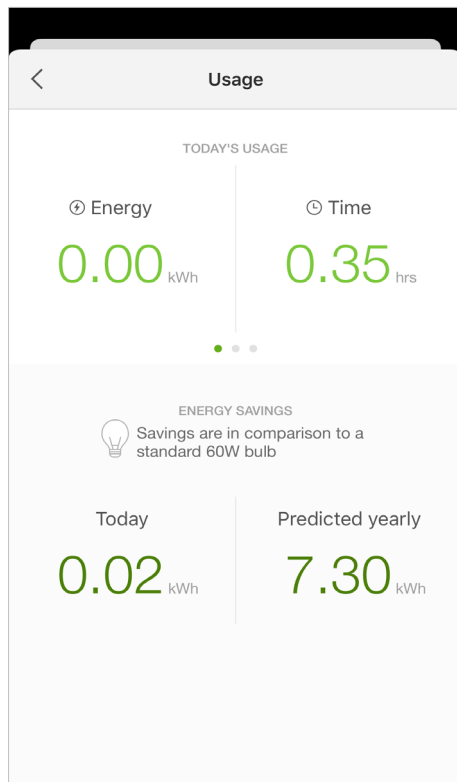 Usage
TODAY'S USAGE
Energy
Time
0.00 kWh
0.35 hrs
ENERGY SAVINGS
Savings are in comparison to a
standard 60W bulb
Today
Predicted yearly
0.02 kWh
7.30 kWh